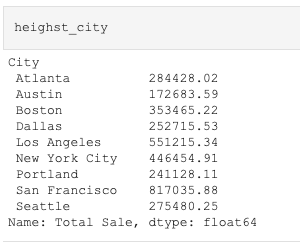 heighst_city
City
Atlanta 284428.02
Austin 172683.59
Boston 353465.22
Dallas 252715.53
Los Angeles 551215.34
New York City 446454.91
Portland 241128.11
San Francisco 817035.88
Seattle 275480.25
Name: Total Sale, dtype: float64